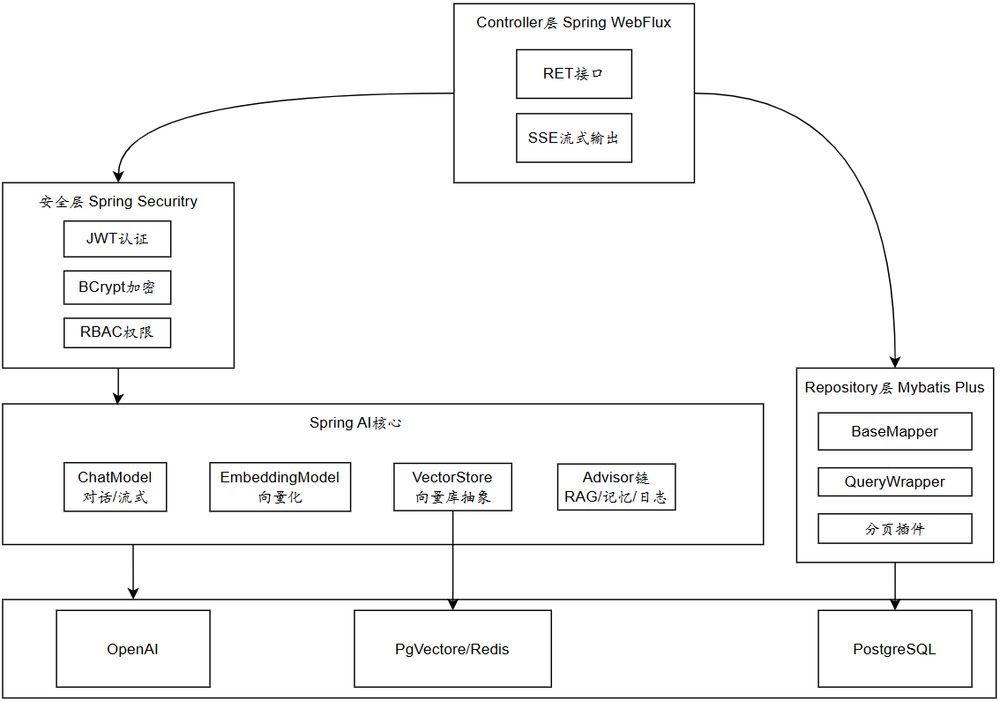 Controller层 Spring WebFlux
RET接口
SSE流式输出
安全层 Spring Securitry
JWT认证
BCrypt加密
RBAC权限
Repository层 Mybatis Plus
BaseMapper
QueryWrapper
分页插件
Spring AI核心
ChatModel
对话/流式
EmbeddingModel
向量化
VectorStore
向量库抽象
Advisor链
RAG/记忆/日志
OpenAI
PgVectore/Redis
PostgreSQL